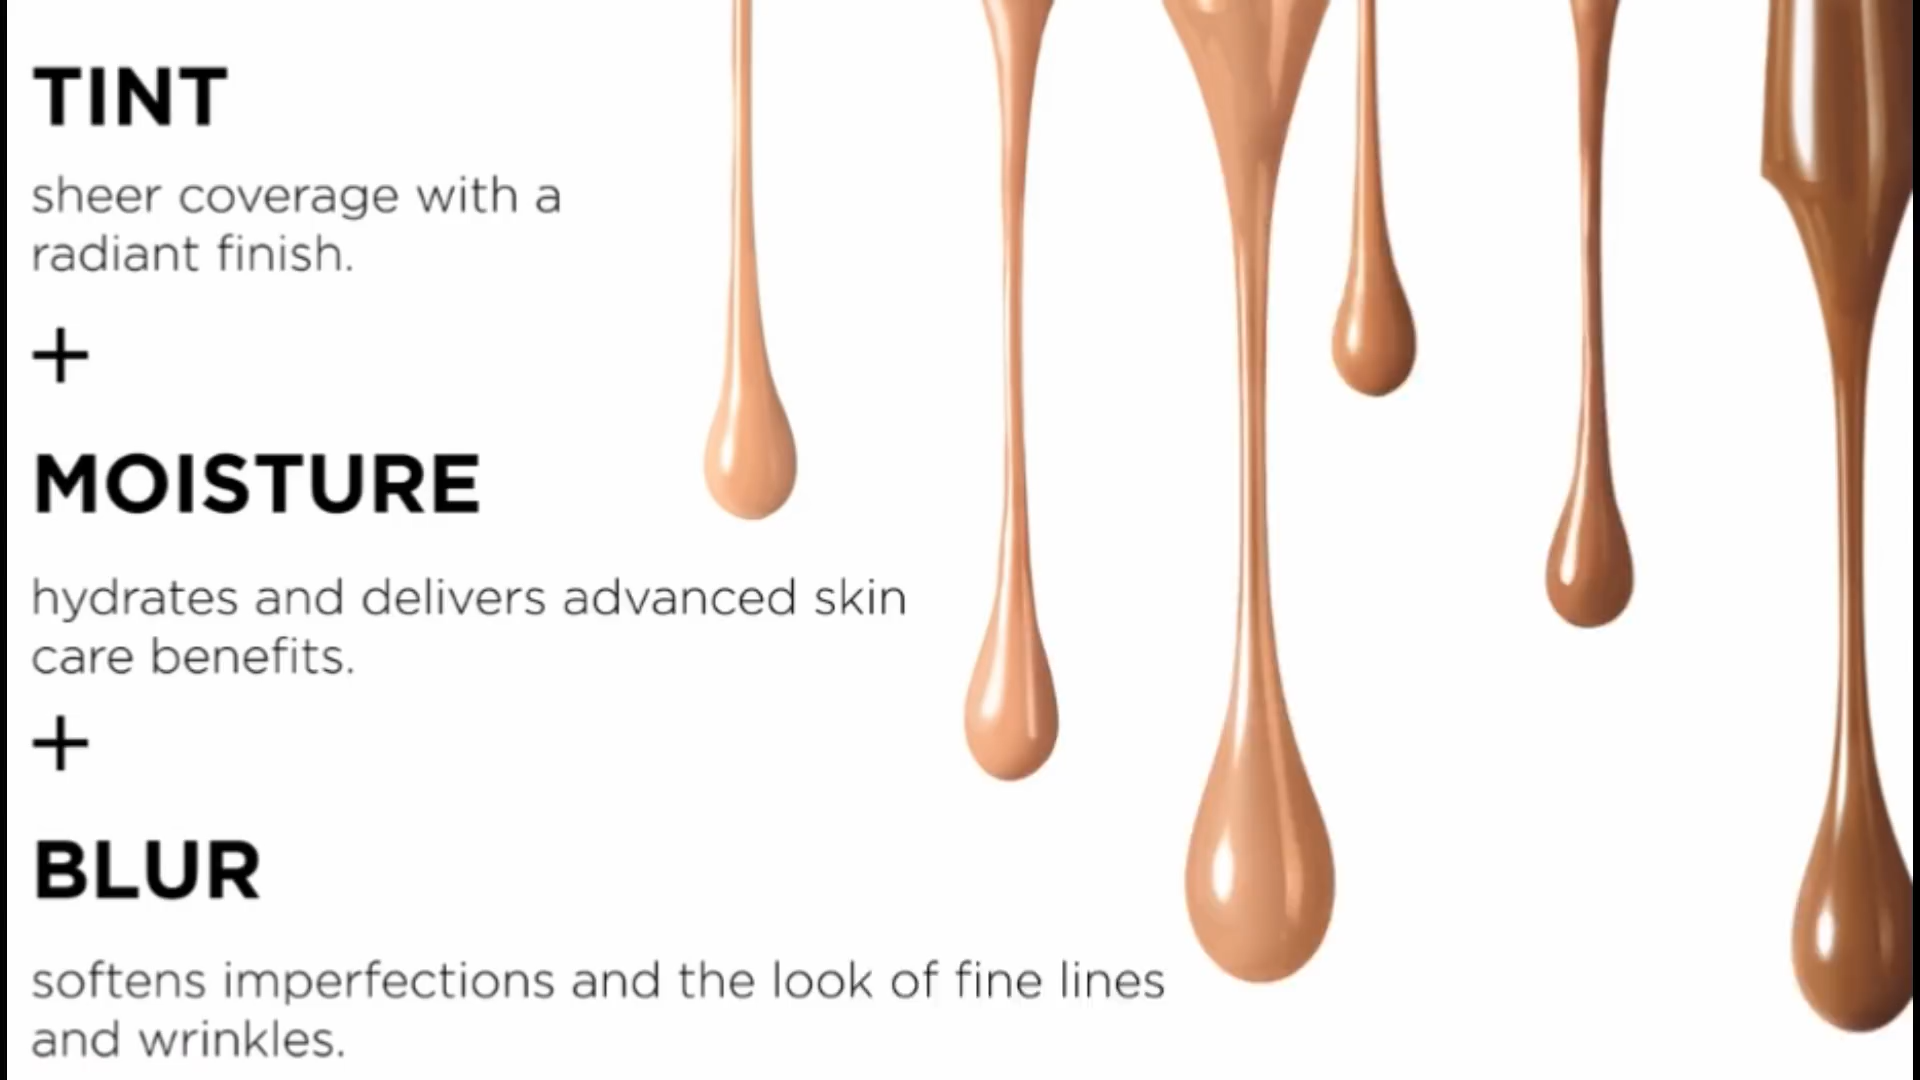 TINT
sheer coverage with a
radiant finish.
+
MOISTURE
hydrates and delivers advanced skin
care benefits.
+
BLUR
softens imperfections and the look of fine lines
and wrinkles.